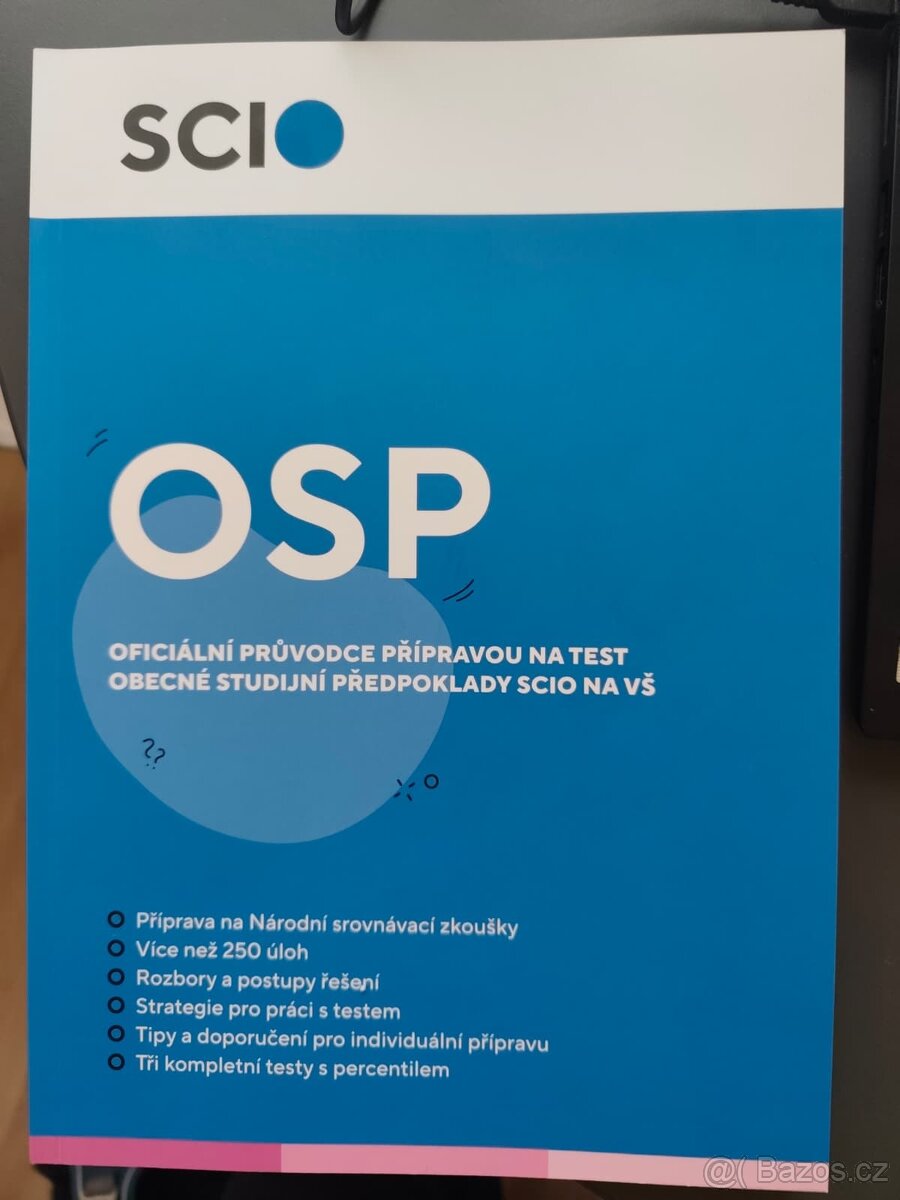 SCIO
OSP
OFICIÁLNÍ PRŮVODCE PŘÍPRAVOU NA TEST
OBECNÉ STUDIJNÍ PŘEDPOKLADY SCIO NA VŠ
??
Příprava na Národní srovnávací zkoušky
Více než 250 úloh
Rozbory a postupy řešení
Strategie pro práci s testem
Tipy a doporučení pro individuální přípravu
Tři kompletní testy s percentilem
@( Bazos.cz